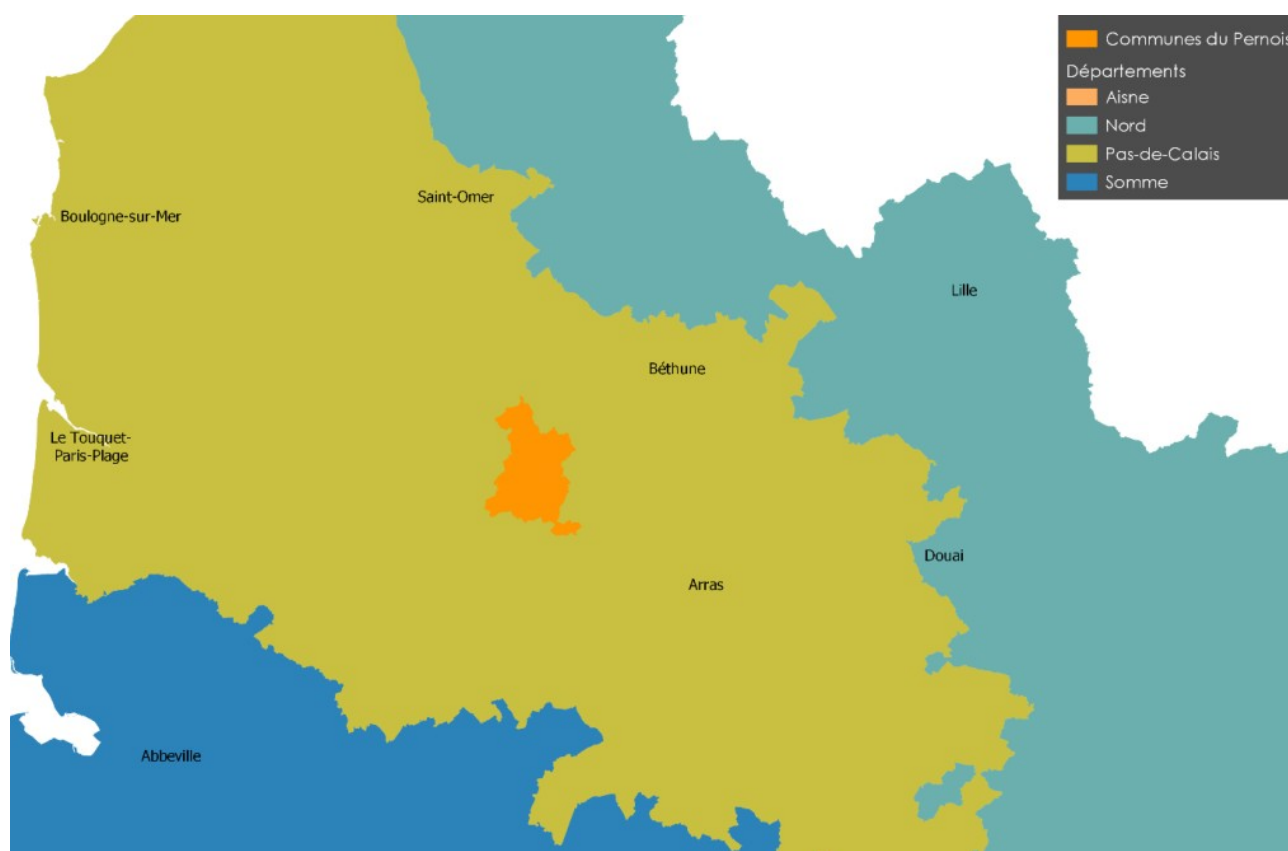 Communes du Pernois
Départements
Aisne
Nord
Pas-de-Calais
Somme
Saint-Omer
Boulogne-sur-Mer
Lille
Béthune
Le Touquet-
Paris-Plage
Douai
Arras
Abbeville